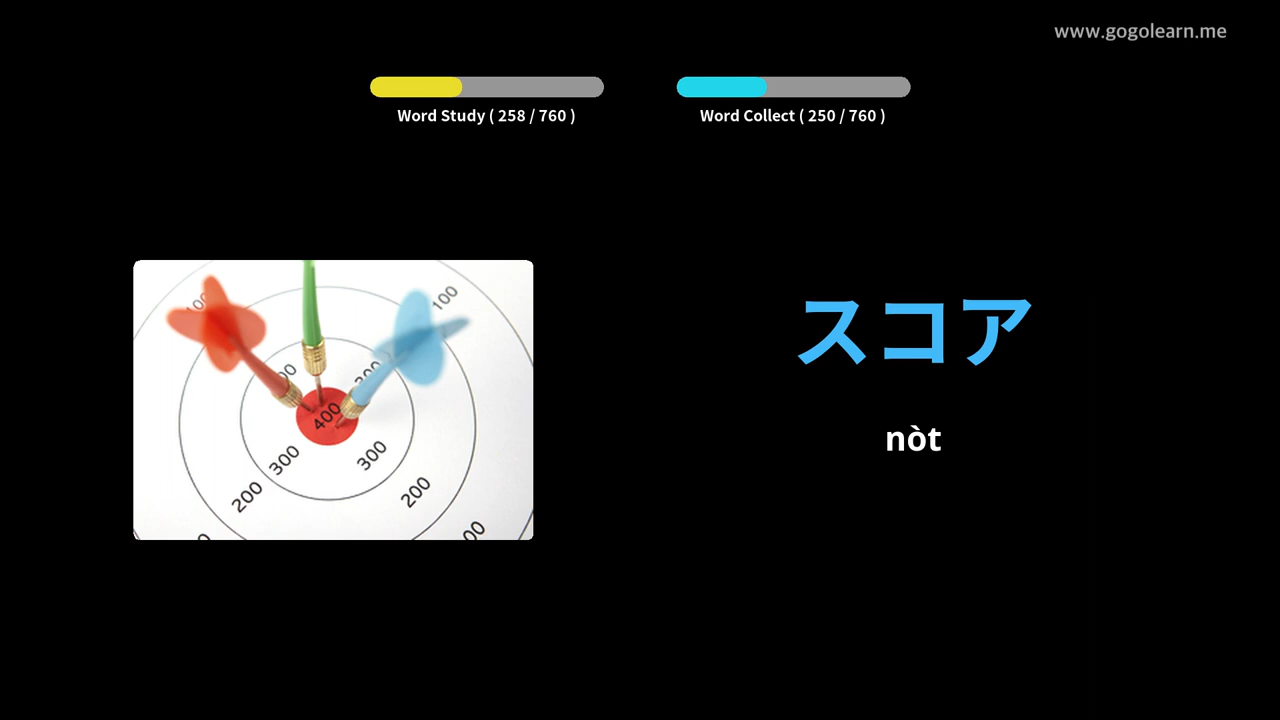 www.gogolearn.me
Word Study ( 258 / 760 )
Word Collect ( 250 / 760 )
100
100
200
400
300
300
200
200
スコア
nòt